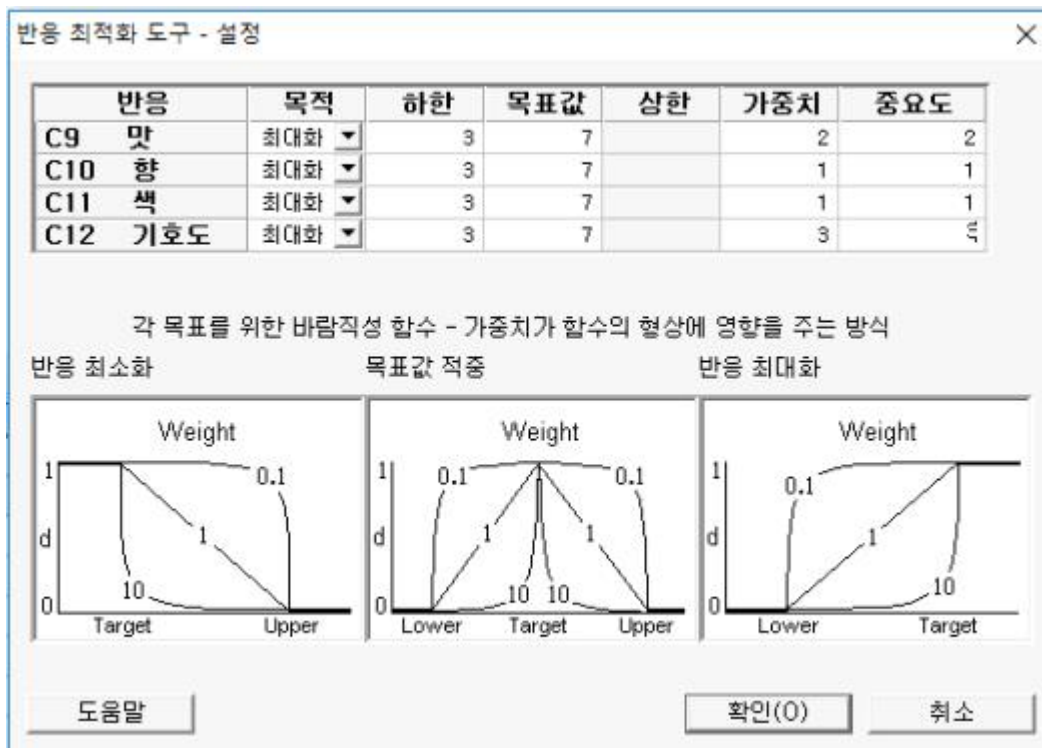 반응 최적화 도구 - 설정
반응 목적 하한 목표값 상한 가중치 중요도
C9 맛 최대화 3 7 2 2
C10 향 최대화 3 7 1 1
C11 색 최대화 3 7 1 1
C12 기호도 최대화 3 7 3
각 목표를 위한 바람직성 함수 - 가중치가 함수의 형상에 영향을 주는 방식
반응 최소화 목표값 적중 반응 최대화
Weight Weight Weight
1 0.1 0.1 0.1 1 0.1
d 1 d 1 1 d 1
0 10 0 10 10 0 10
Target Upper Lower Target Upper Lower Target
도움말 확인(O) 취소